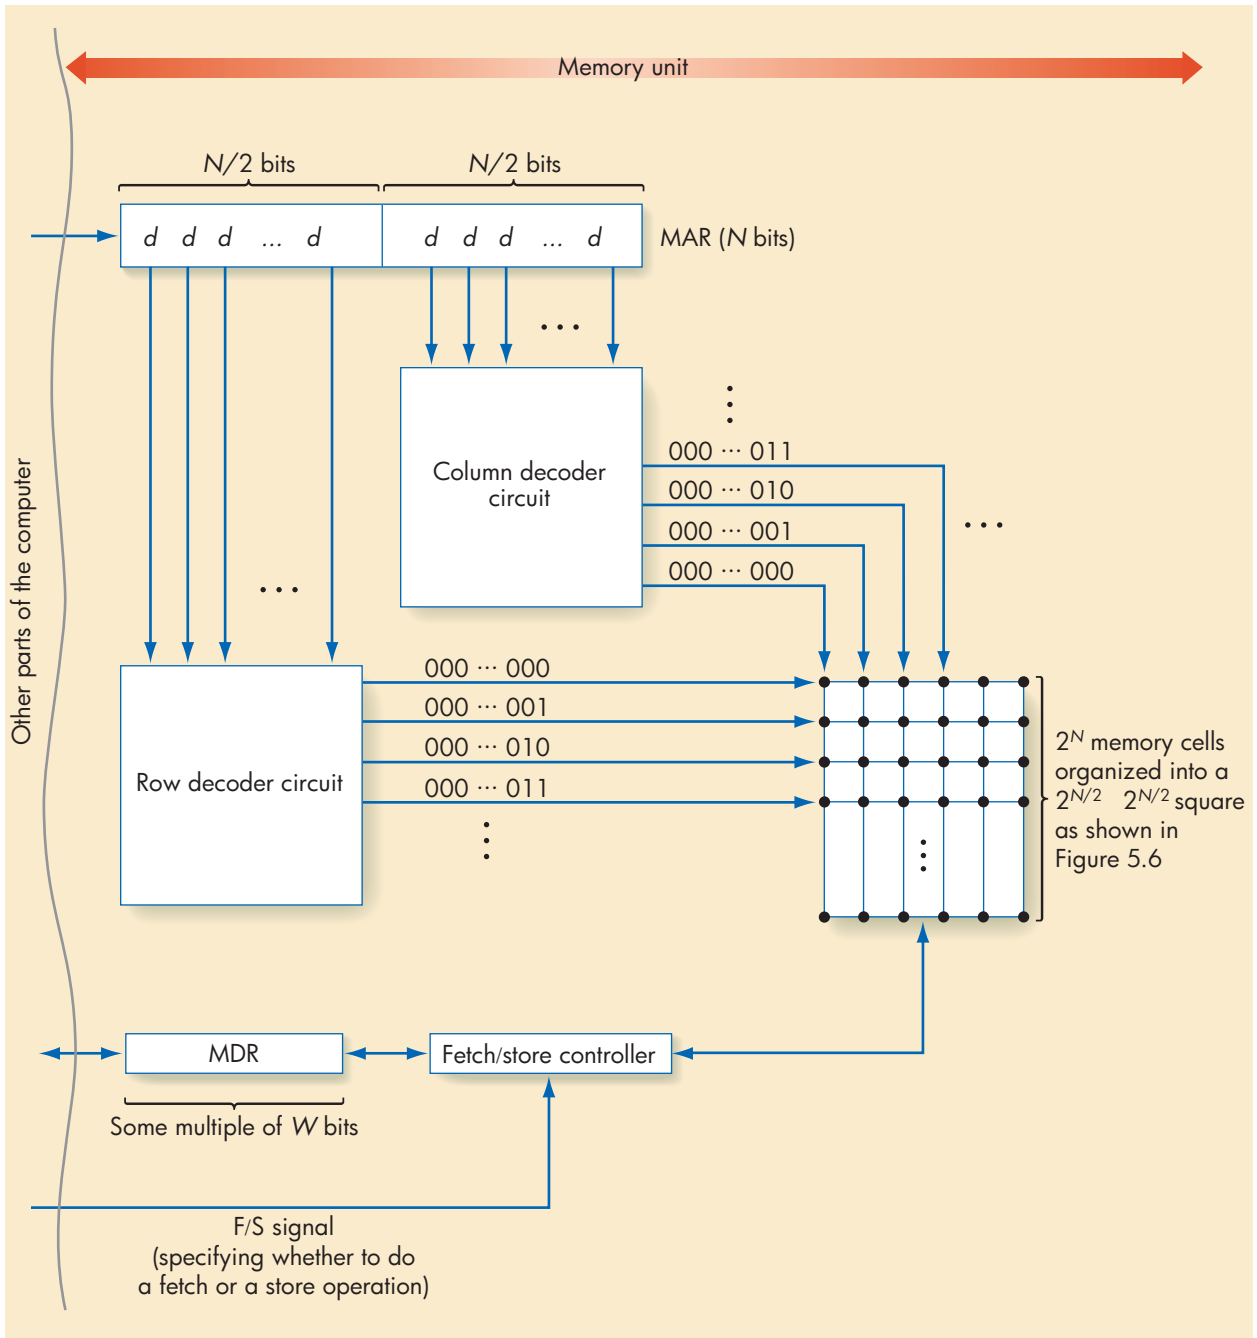 Memory unit
N/2 bits
N/2 bits
d d d ... d
d d d ... d
MAR (N bits)
Column decoder
circuit
000 ··· 011
000 ··· 010
000 ··· 001
000 ··· 000
Other parts of the computer
Row decoder circuit
000 ··· 000
000 ··· 001
000 ··· 010
000 ··· 011
2^N memory cells
organized into a
2^N/2 2^N/2 square
as shown in
Figure 5.6
MDR
Fetch/store controller
Some multiple of W bits
F/S signal
(specifying whether to do
a fetch or a store operation)